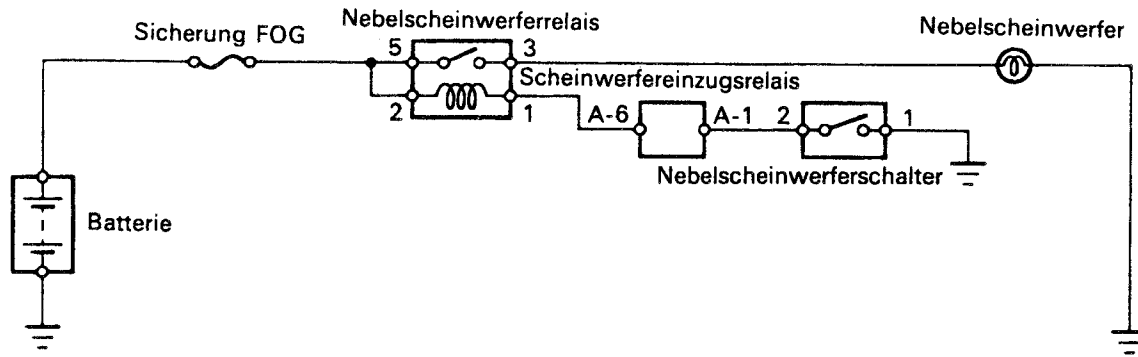 Nebelscheinwerferrelais
Nebelscheinwerfer
Sicherung FOG
5 3
Scheinwerfereinzugsrelais
2 1
A-6 A-1 2 1
Nebelscheinwerferschalter
Batterie